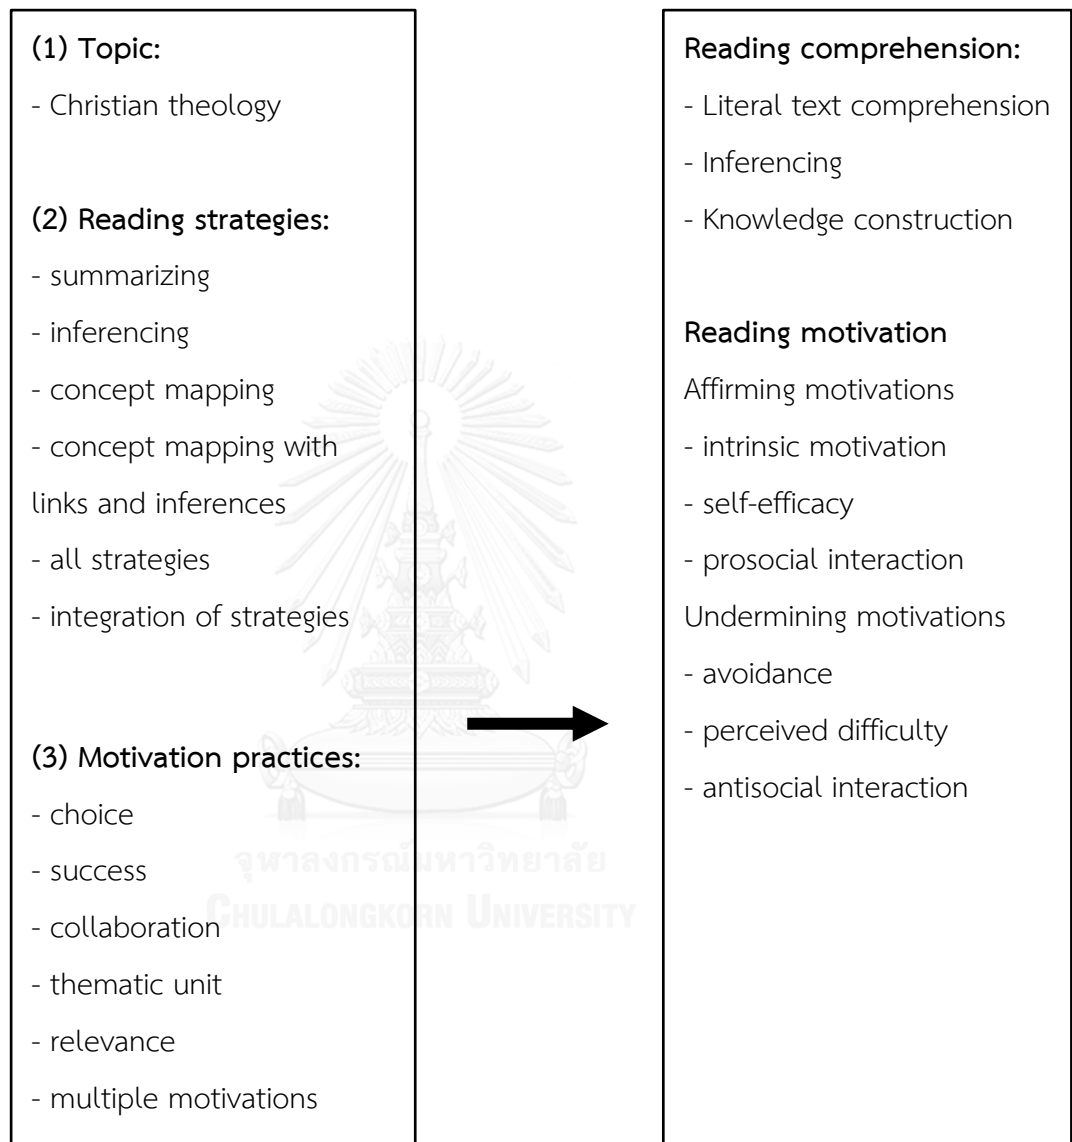 (1) Topic:
- Christian theology
(2) Reading strategies:
- summarizing
- inferencing
- concept mapping
- concept mapping with
links and inferences
- all strategies
- integration of strategies
(3) Motivation practices:
- choice
- success
- collaboration
- thematic unit
- relevance
- multiple motivations
Reading comprehension:
- Literal text comprehension
- Inferencing
- Knowledge construction
Reading motivation
Affirming motivations
- intrinsic motivation
- self-efficacy
- prosocial interaction
Undermining motivations
- avoidance
- perceived difficulty
- antisocial interaction
จุฬาลงกรณ์มหาวิทยาลัย
CHULALONGKORN UNIVERSITY